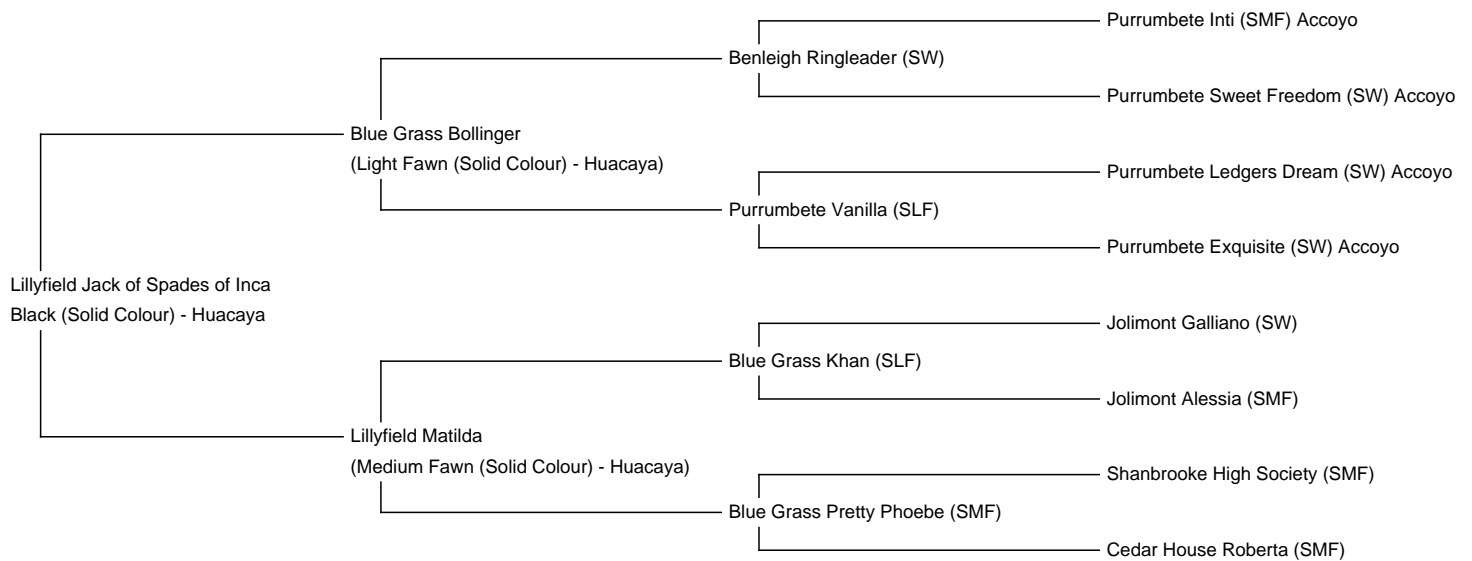 Purrumbete Inti (SMF) Accoyo
Benleigh Ringleader (SW)
Purrumbete Sweet Freedom (SW) Accoyo
Blue Grass Bollinger
(Light Fawn (Solid Colour) - Huacaya)
Purrumbete Ledgers Dream (SW) Accoyo
Purrumbete Vanilla (SLF)
Purrumbete Exquisite (SW) Accoyo
Lillyfield Jack of Spades of Inca
Black (Solid Colour) - Huacaya
Jolimont Galliano (SW)
Blue Grass Khan (SLF)
Jolimont Alessia (SMF)
Lillyfield Matilda
(Medium Fawn (Solid Colour) - Huacaya)
Shanbrooke High Society (SMF)
Blue Grass Pretty Phoebe (SMF)
Cedar House Roberta (SMF)